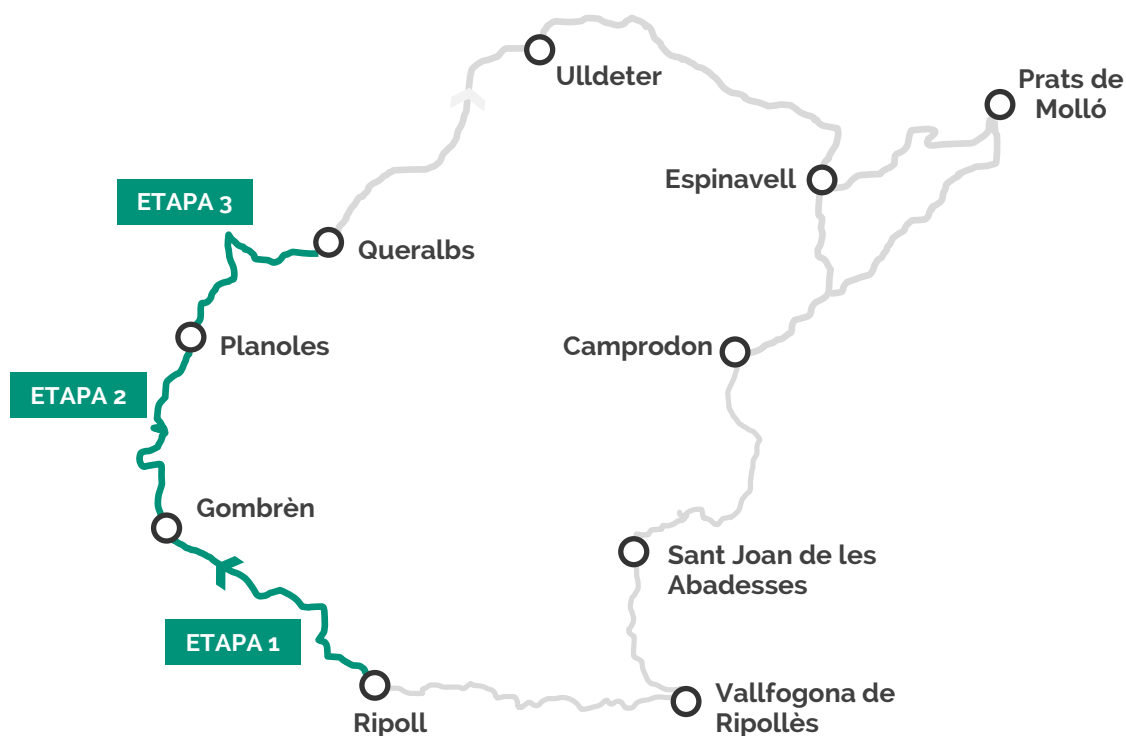 Ulldeter
Prats de
Molló
Espinavell
ETAPA 3
Queralbs
Planoles
Camprodon
ETAPA 2
Gombrèn
Sant Joan de les
Abadesses
ETAPA 1
Vallfogona de
Ripollès
Ripoll